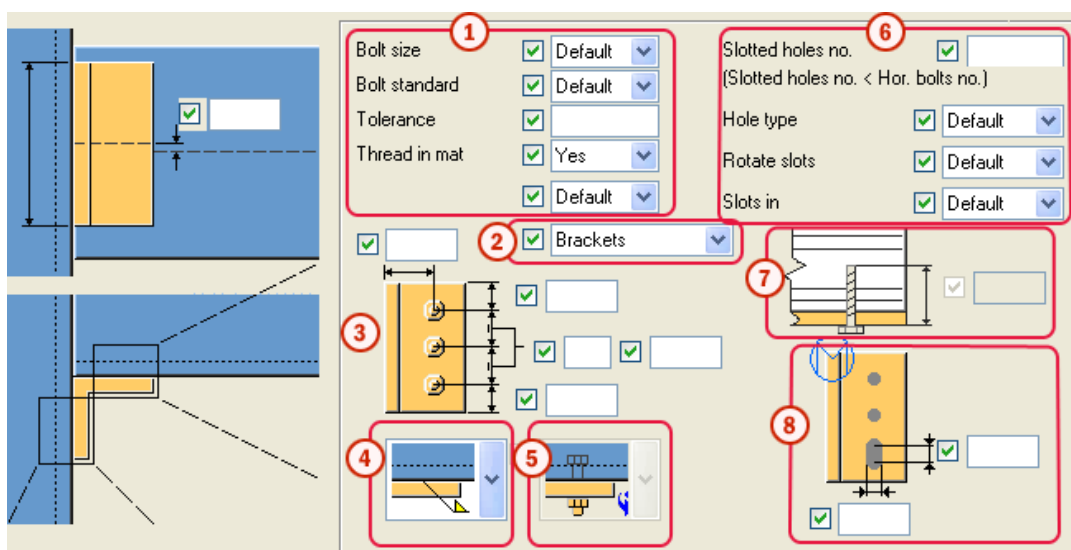 1
Bolt size Default
Bolt standard Default
Tolerance
Thread in mat Yes
Default
2 Brackets
3
4
5
6
Slotted holes no.
(Slotted holes no. < Hor. bolts no.)
Hole type Default
Rotate slots Default
Slots in Default
7
8